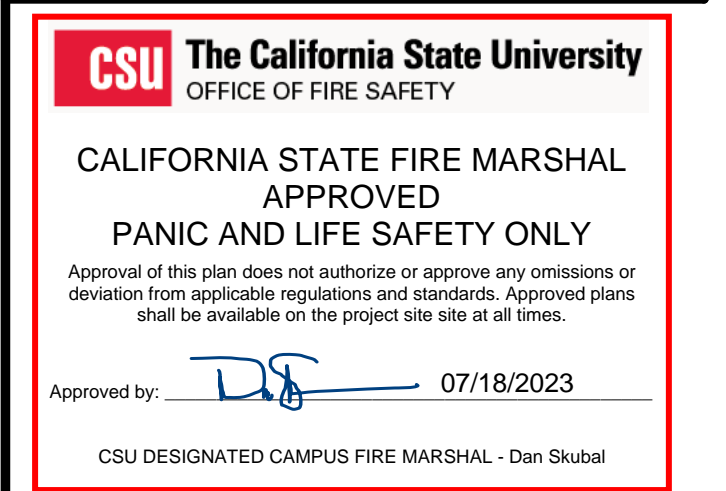 CSU The California State University
OFFICE OF FIRE SAFETY
CALIFORNIA STATE FIRE MARSHAL
APPROVED
PANIC AND LIFE SAFETY ONLY
Approval of this plan does not authorize or approve any omissions or
deviation from applicable regulations and standards. Approved plans
shall be available on the project site site at all times.
Approved by: 07/18/2023
CSU DESIGNATED CAMPUS FIRE MARSHAL - Dan Skubal